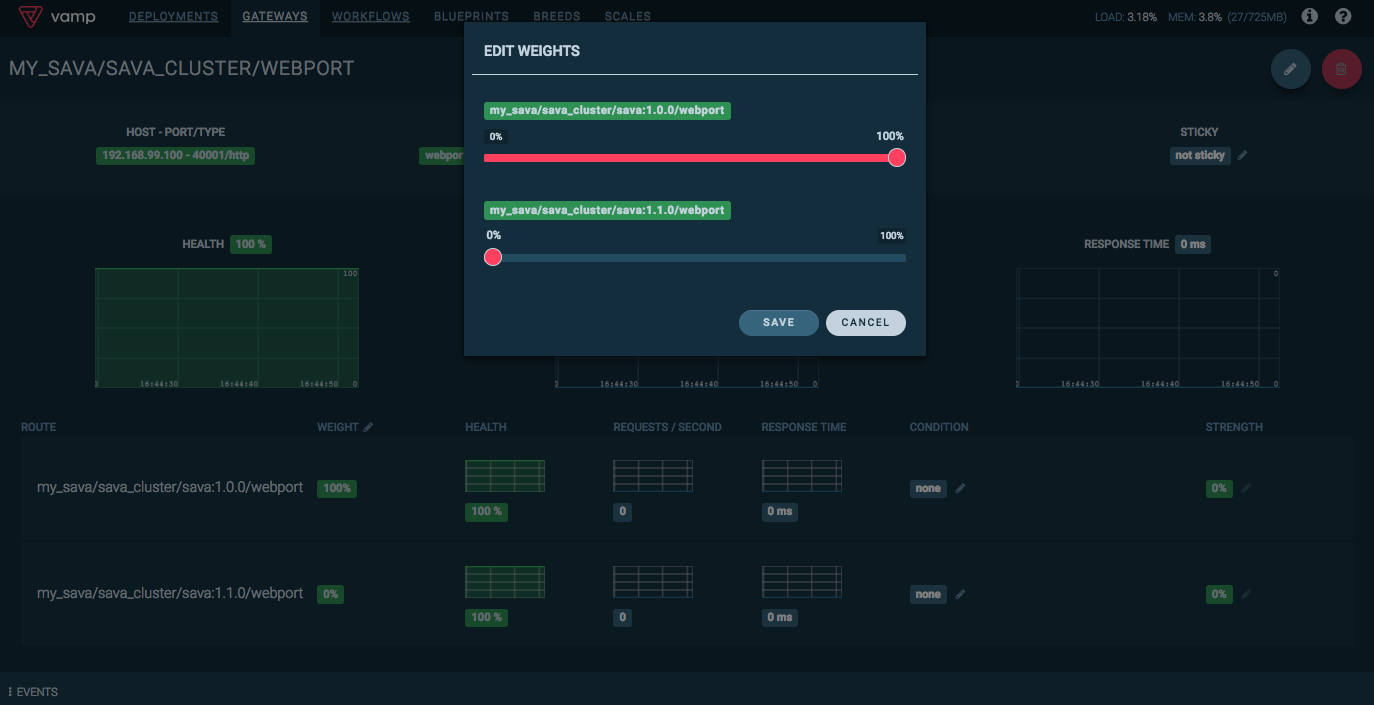 vamp DEPLOYMENTS GATEWAYS WORKFLOWS BLUEPRINTS BREEDS SCALES LOAD: 3.18% MEM: 3.8% (27/725MB)
MY_SAVA/SAVA_CLUSTER/WEBPORT
EDIT WEIGHTS
my_sava/sava_cluster/sava:1.0.0/webport
0% 100%
my_sava/sava_cluster/sava:1.1.0/webport
0% 100%
SAVE CANCEL
HOST - PORT/TYPE STICKY
192.168.99.100 - 40001/http webpor not sticky
HEALTH 100 % RESPONSE TIME 0 ms
100 0
16:44:30 16:44:40 16:44:50 0 16:44:30 16:44:40 16:44:50 0 16:44:30 16:44:40 16:44:50 0
ROUTE WEIGHT HEALTH REQUESTS / SECOND RESPONSE TIME CONDITION STRENGTH
my_sava/sava_cluster/sava:1.0.0/webport 100% none 0%
100 % 0 0 ms
my_sava/sava_cluster/sava:1.1.0/webport 0% none 0%
100 % 0 0 ms
EVENTS